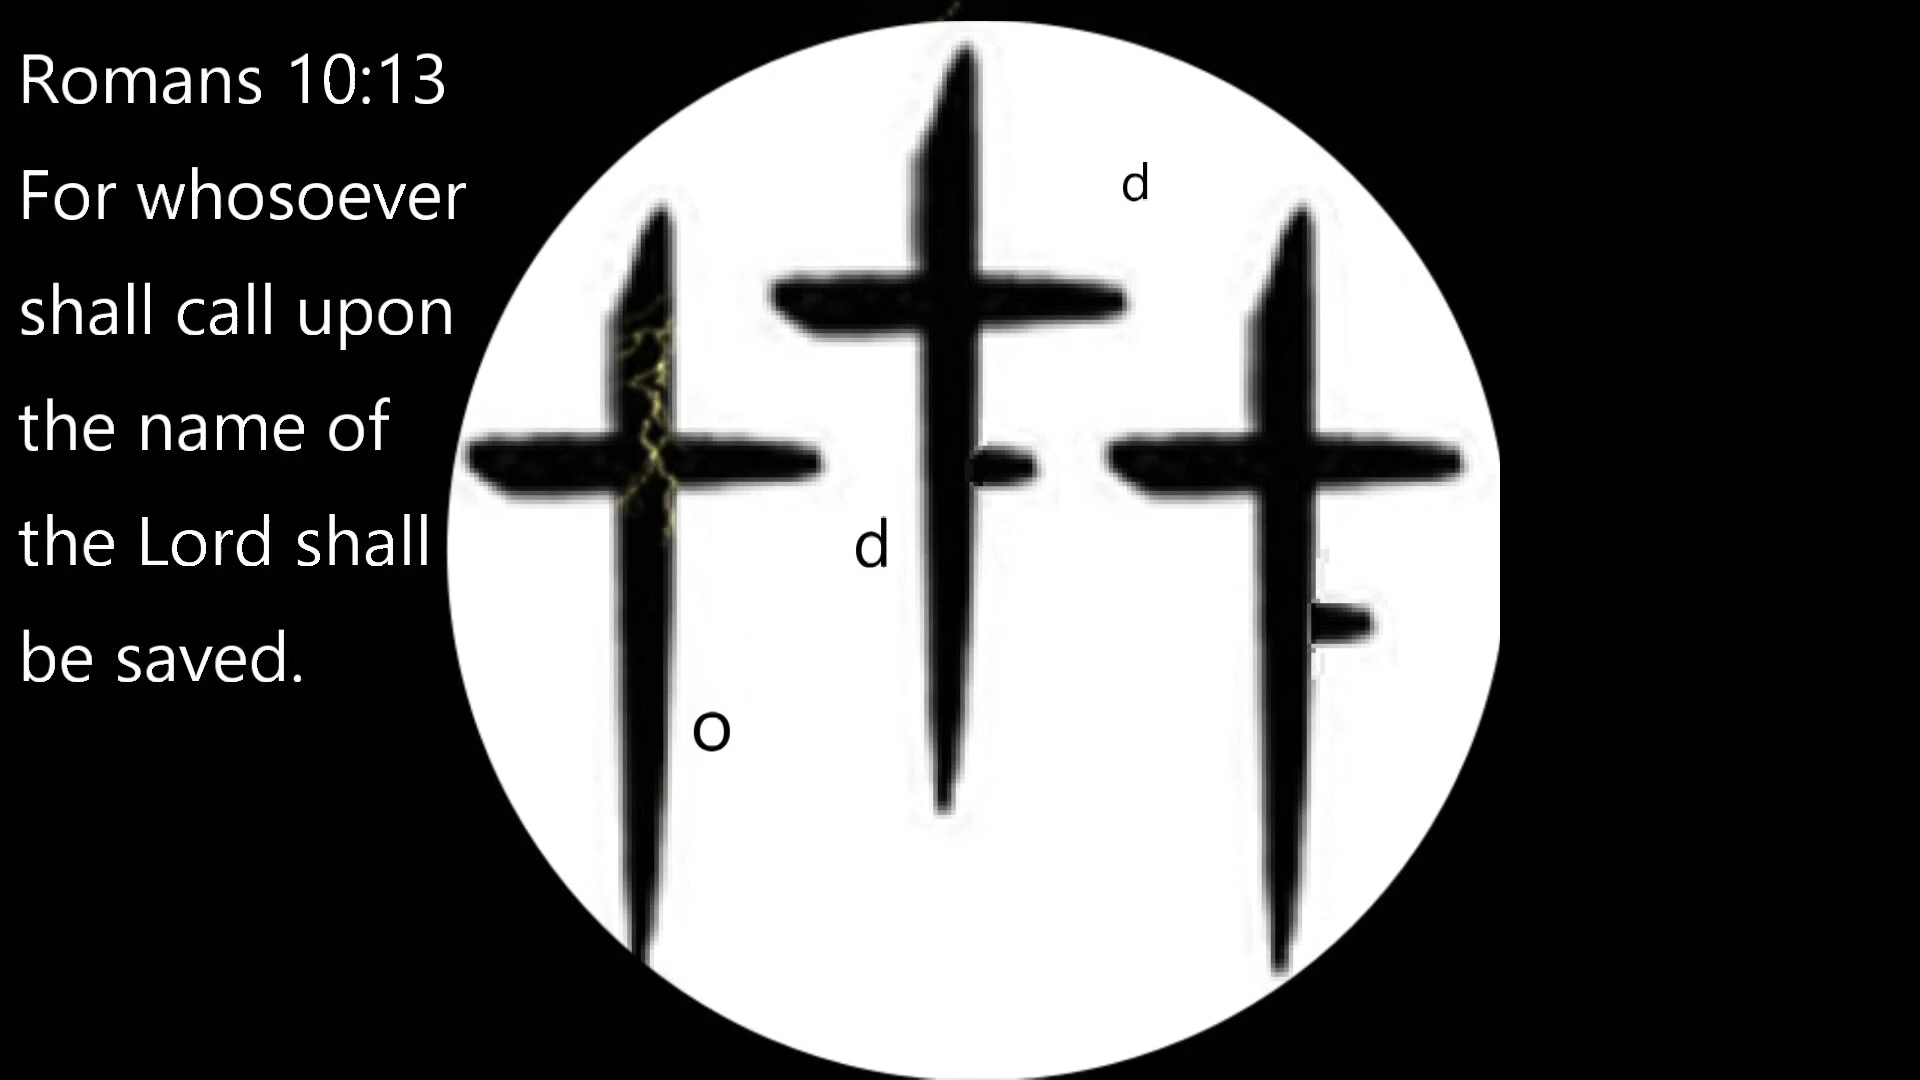 Romans 10:13
For whosoever
shall call upon
the name of
the Lord shall
be saved.
d
d
o